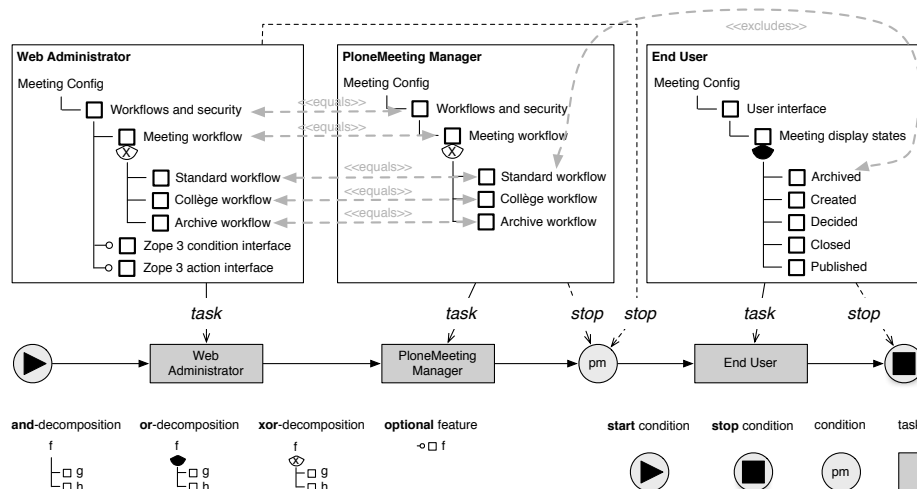 <<excludes>>
Web Administrator
Meeting Config
Workflows and security
Meeting workflow
X
Standard workflow
Collège workflow
Archive workflow
Zope 3 condition interface
Zope 3 action interface
<<equals>>
<<equals>>
<<equals>>
<<equals>>
<<equals>>
PloneMeeting Manager
Meeting Config
Workflows and security
Meeting workflow
X
Standard workflow
Collège workflow
Archive workflow
End User
Meeting Config
User interface
Meeting display states
Archived
Created
Decided
Closed
Published
task
task
stop
stop
task
stop
Web
Administrator
PloneMeeting
Manager
pm
End User
and-decomposition
f
g
h
or-decomposition
f
g
h
xor-decomposition
f
X
g
h
optional feature
f
start condition
stop condition
condition
pm
task